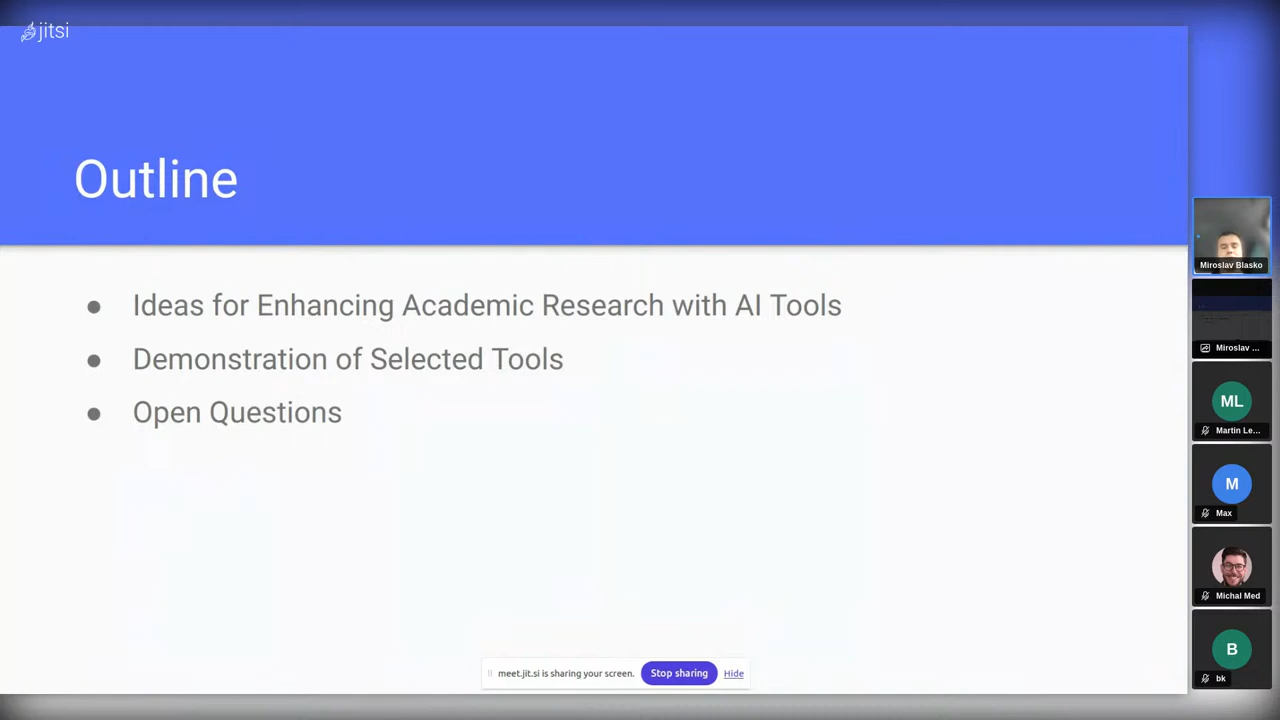 jitsi
Outline
● Ideas for Enhancing Academic Research with AI Tools
● Demonstration of Selected Tools
● Open Questions
meet.jit.si is sharing your screen. Stop sharing Hide
Miroslav Blasko
Miroslav ...
ML
Martin Le...
M
Max
Michal Med
B
bk